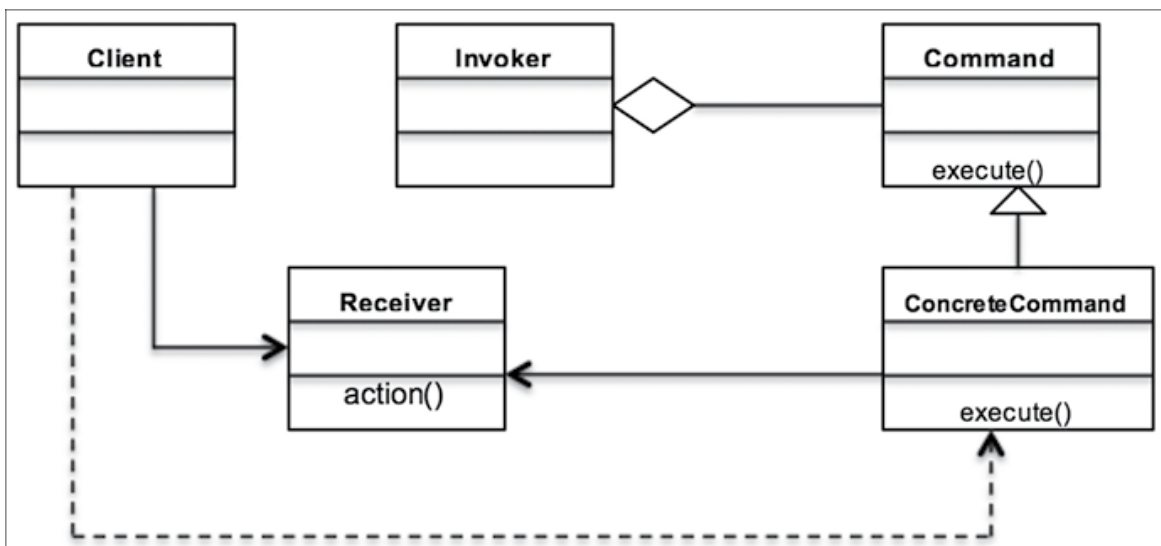 Client
Invoker
Command
execute()
Receiver
action()
ConcreteCommand
execute()